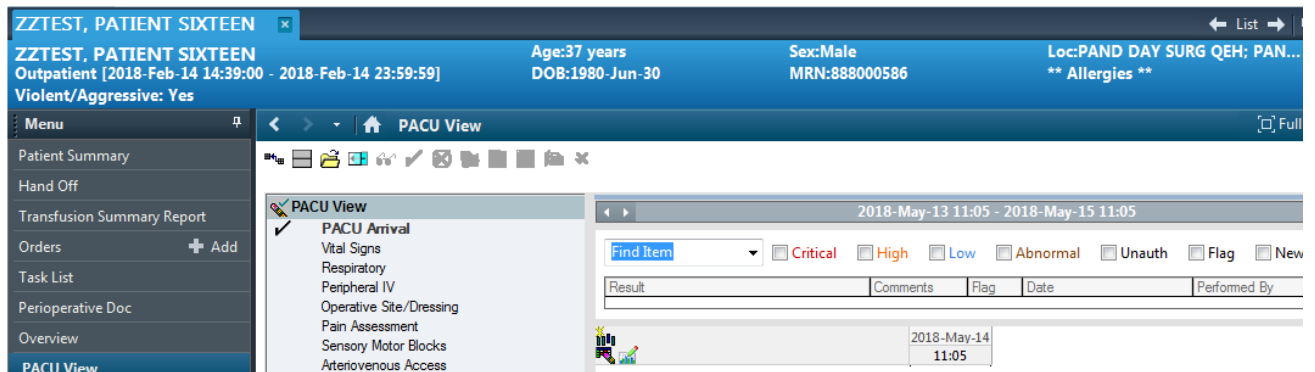 ZZTEST, PATIENT SIXTEEN
List
ZZTEST, PATIENT SIXTEEN Age:37 years Sex:Male Loc:PAND DAY SURG QEH; PAN...
Outpatient [2018-Feb-14 14:39:00 - 2018-Feb-14 23:59:59] DOB:1980-Jun-30 MRN:888000586 ** Allergies **
Violent/Aggressive: Yes
Menu
PACU View
Full
Patient Summary
Hand Off
Transfusion Summary Report
Orders Add
Task List
Perioperative Doc
Overview
PACU View
PACU View
PACU Arrival
Vital Signs
Respiratory
Peripheral IV
Operative Site/Dressing
Pain Assessment
Sensory Motor Blocks
Arteriovenous Access
2018-May-13 11:05 - 2018-May-15 11:05
Find Item Critical High Low Abnormal Unauth Flag New
Result Comments Flag Date Performed By
2018-May-14
11:05